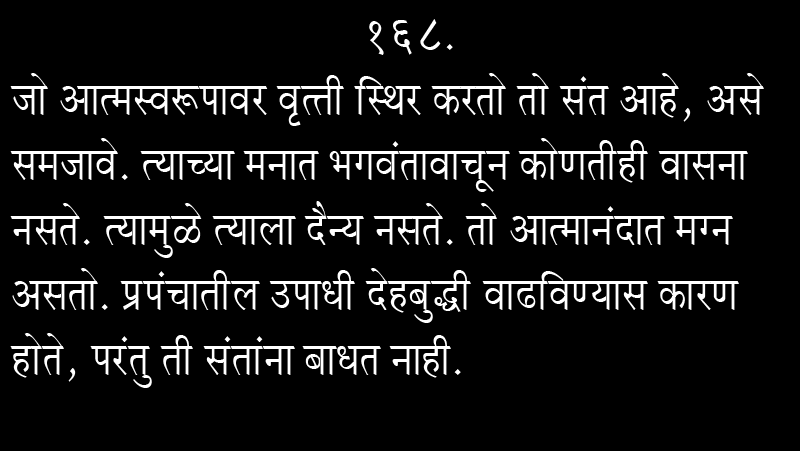 १६८.
जो आत्मस्वरूपावर वृत्ती स्थिर करतो तो संत आहे, असे
समजावे. त्याच्या मनात भगवंतावाचून कोणतीही वासना
नसते. त्यामुळे त्याला दैन्य नसते. तो आत्मानंदात मग्न
असतो. प्रपंचातील उपाधी देहबुद्धी वाढविण्यास कारण
होते, परंतु ती संतांना बाधत नाही.